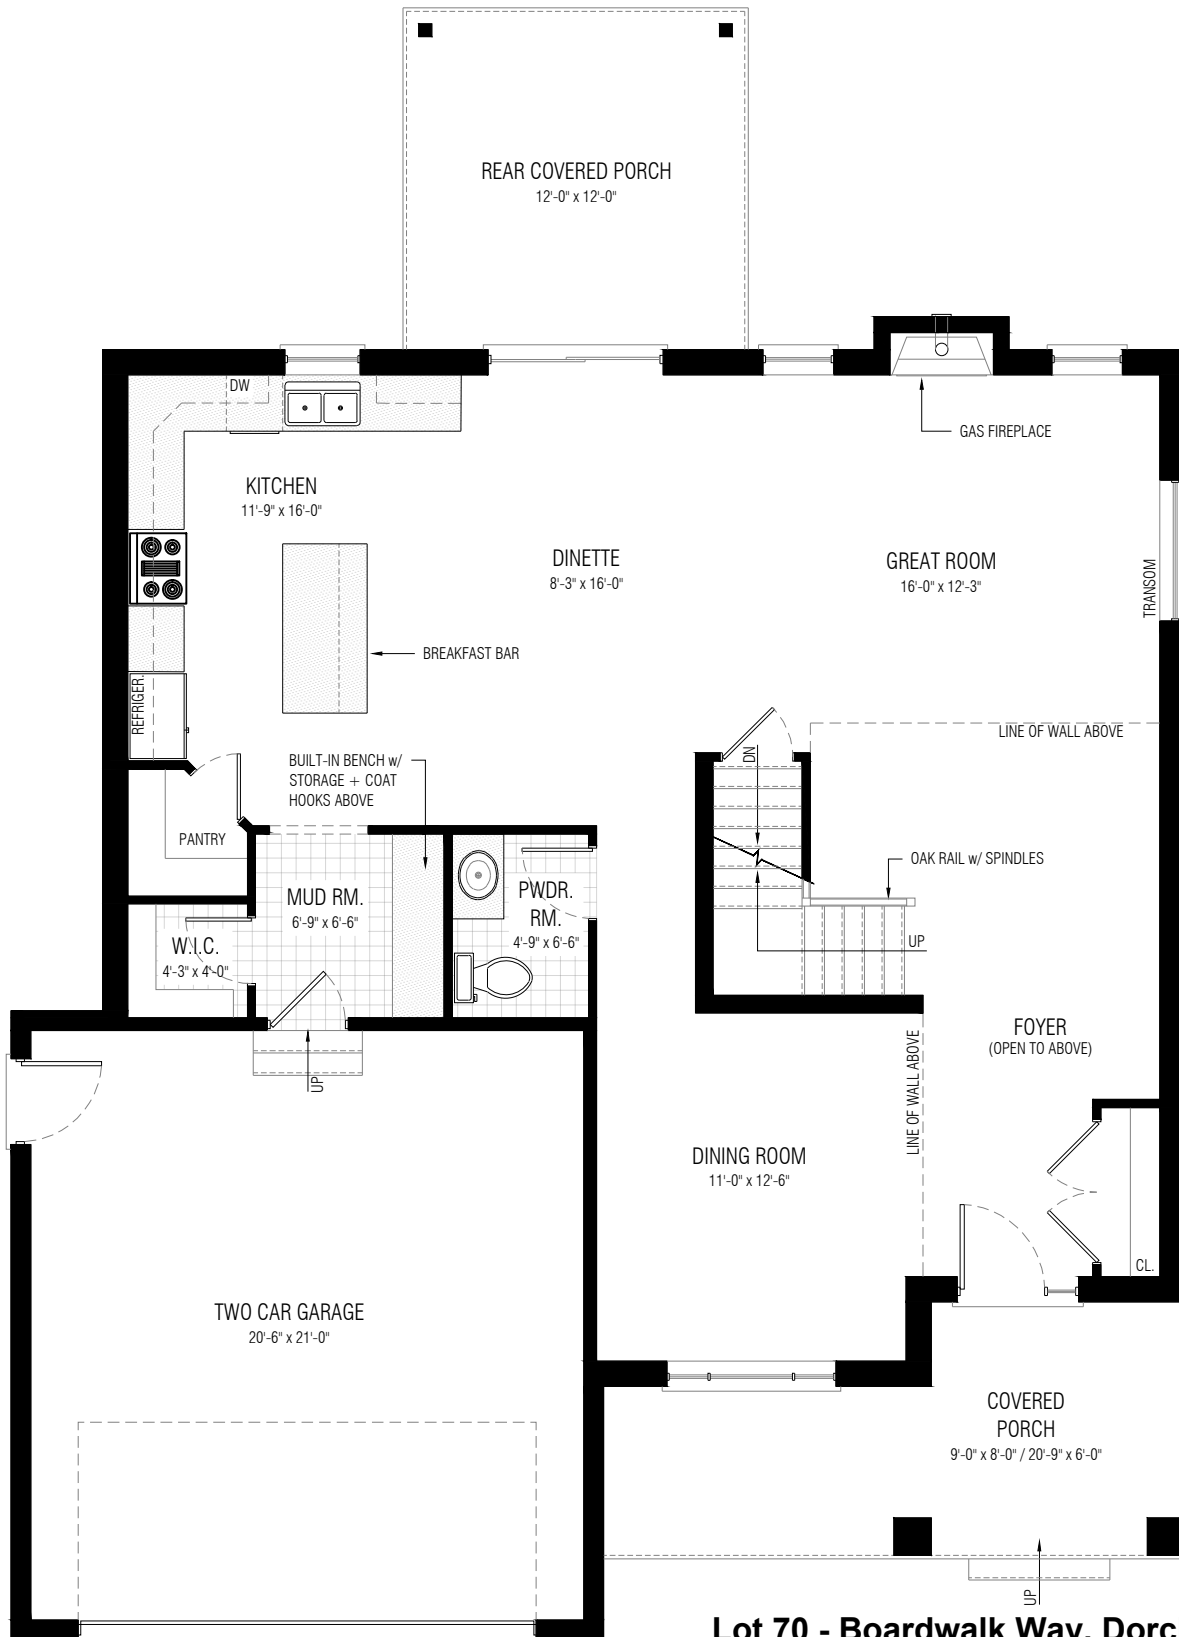 REAR COVERED PORCH
12'-0" x 12'-0"
DW
GAS FIREPLACE
KITCHEN
11'-9" x 16'-0"
DINETTE
8'-3" x 16'-0"
GREAT ROOM
16'-0" x 12'-3"
TRANSOM
BREAKFAST BAR
REFRIGER.
LINE OF WALL ABOVE
DN
BUILT-IN BENCH w/
STORAGE + COAT
HOOKS ABOVE
PANTRY
OAK RAIL w/ SPINDLES
MUD RM.
6'-9" x 6'-6"
PWDR.
RM.
4'-9" x 6'-6"
W.I.C.
4'-3" x 4'-0"
UP
FOYER
(OPEN TO ABOVE)
LINE OF WALL ABOVE
UP
DINING ROOM
11'-0" x 12'-6"
CL.
TWO CAR GARAGE
20'-6" x 21'-0"
COVERED
PORCH
9'-0" x 8'-0" / 20'-9" x 6'-0"
UP
Lot 70 - Boardwalk Way, Dorc